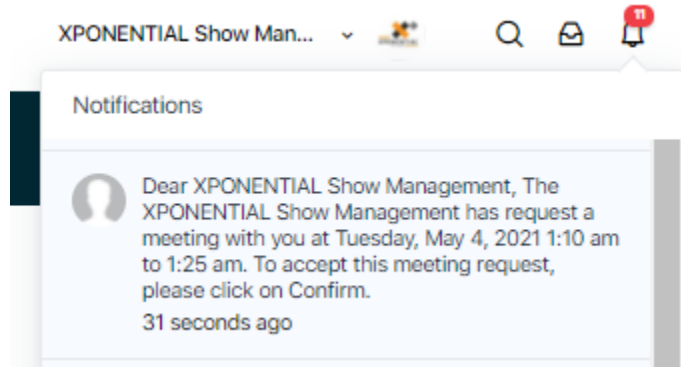 XPONENTIAL Show Man...
11
Notifications
Dear XPONENTIAL Show Management, The
XPONENTIAL Show Management has request a
meeting with you at Tuesday, May 4, 2021 1:10 am
to 1:25 am. To accept this meeting request,
please click on Confirm.
31 seconds ago